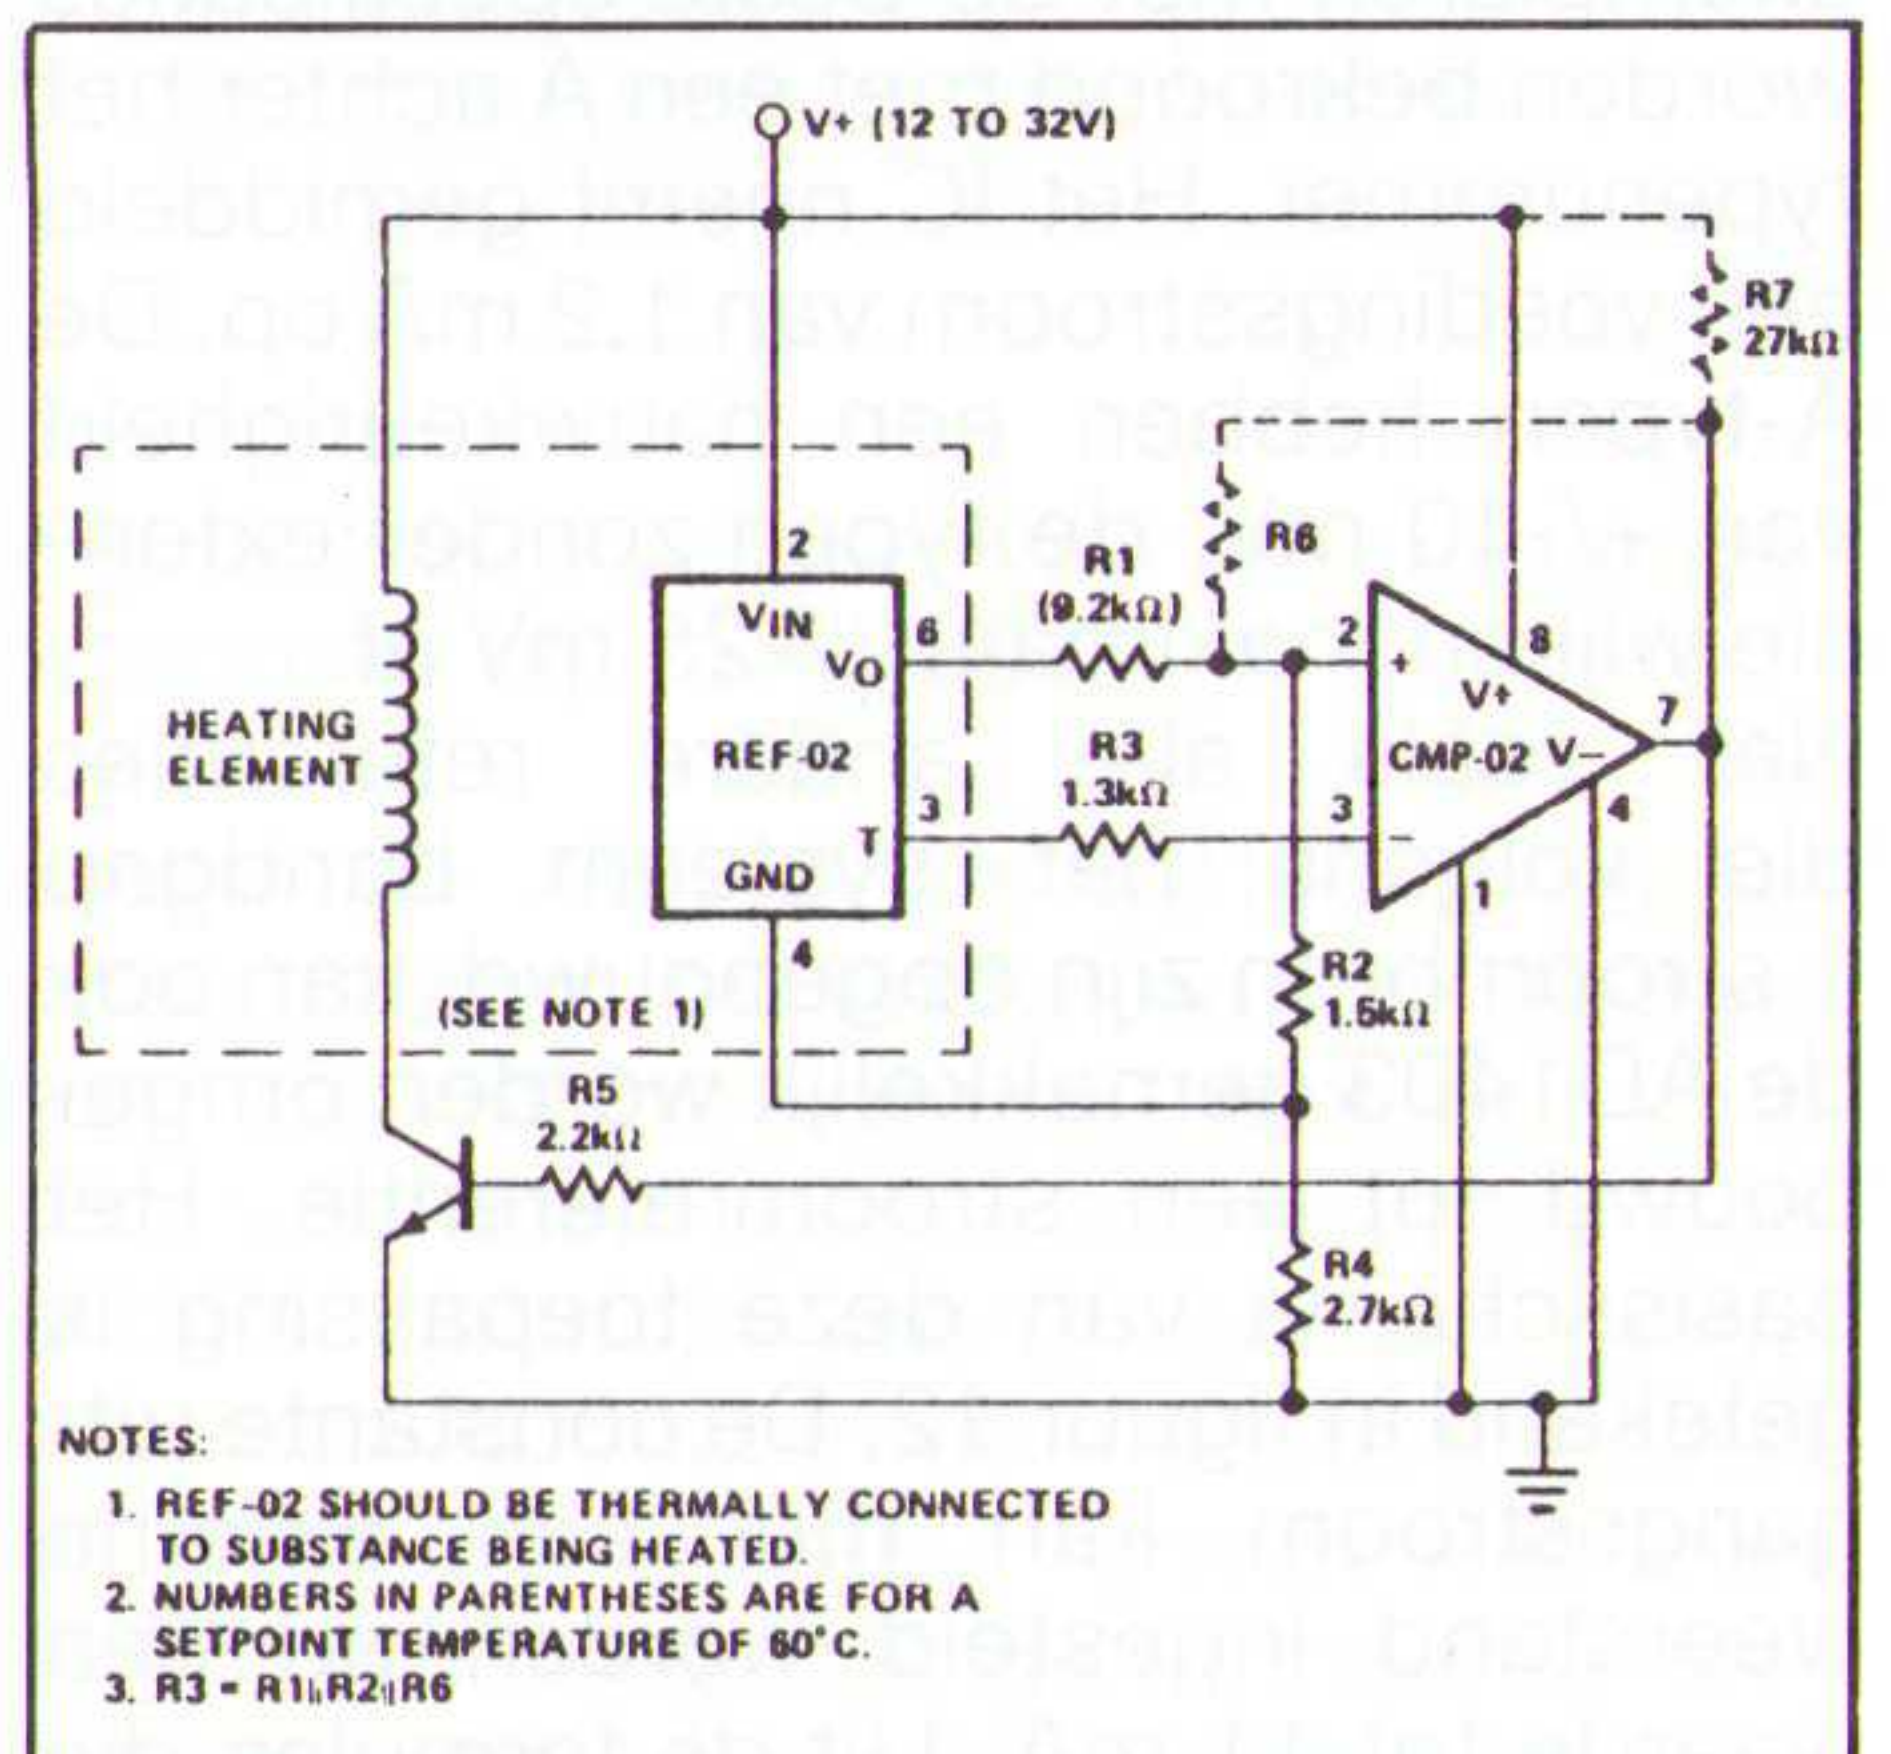 V+ (12 TO 32V)
R7
27kΩ
R6
R1
(9.2kΩ)
2
VIN
6
VO
2
+
8
V+
7
HEATING
ELEMENT
REF-02
R3
1.3kΩ
CMP-02
V−
3
T
3
−
4
GND
1
4
R2
1.5kΩ
(SEE NOTE 1)
R5
2.2kΩ
R4
2.7kΩ
NOTES:
1. REF-02 SHOULD BE THERMALLY CONNECTED
TO SUBSTANCE BEING HEATED.
2. NUMBERS IN PARENTHESES ARE FOR A
SETPOINT TEMPERATURE OF 60°C.
3. R3 = R1||R2||R6